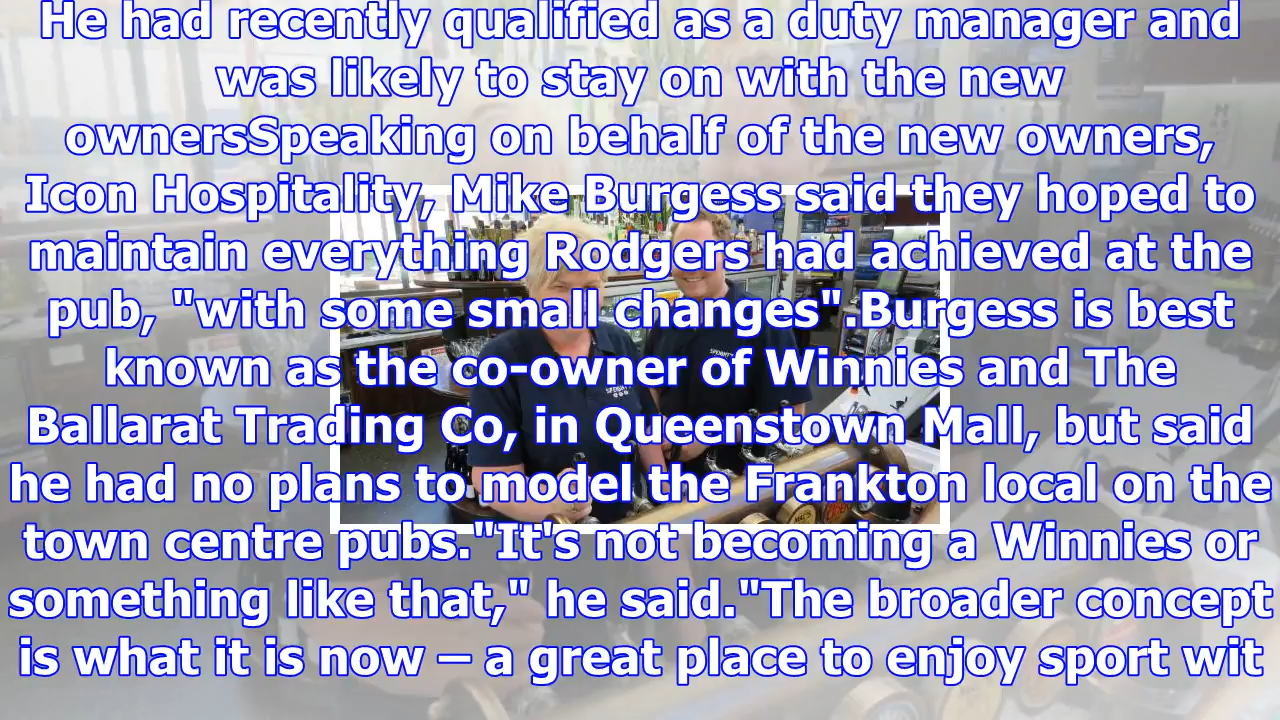 He had recently qualified as a duty manager and
was likely to stay on with the new
ownersSpeaking on behalf of the new owners,
Icon Hospitality, Mike Burgess said they hoped to
maintain everything Rodgers had achieved at the
pub, "with some small changes".Burgess is best
known as the co-owner of Winnies and The
Ballarat Trading Co, in Queenstown Mall, but said
he had no plans to model the Frankton local on the
town centre pubs."It's not becoming a Winnies or
something like that," he said."The broader concept
is what it is now – a great place to enjoy sport wit